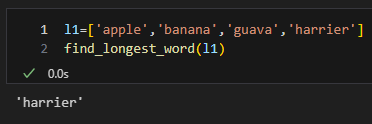 1 l1=['apple','banana','guava','harrier']
2 find_longest_word(l1)
0.0s
'harrier'